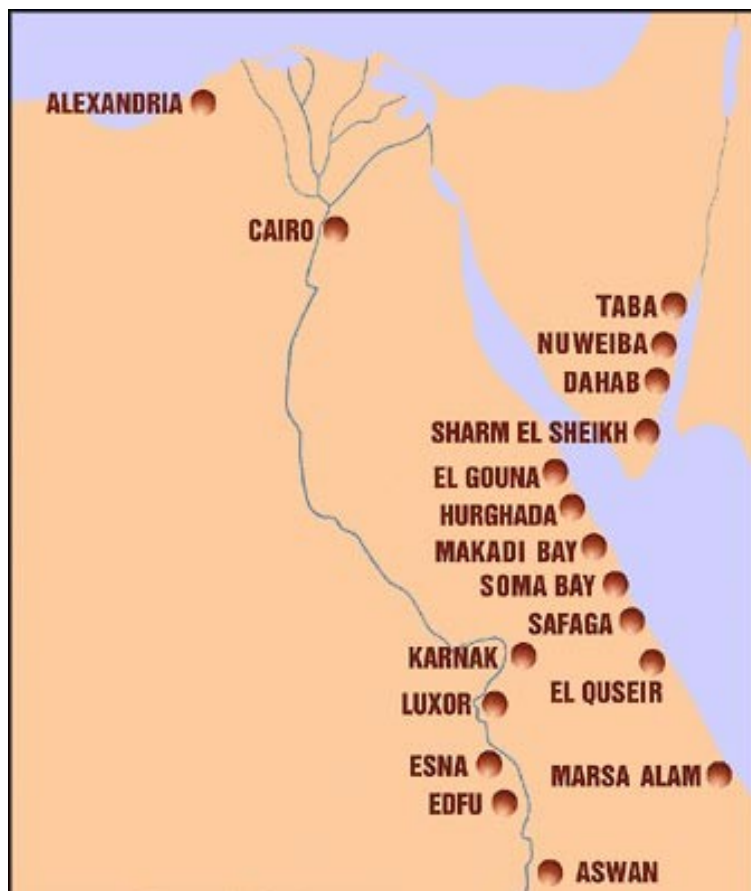 ALEXANDRIA
CAIRO
TABA
NUWEIBA
DAHAB
SHARM EL SHEIKH
EL GOUNA
HURGHADA
MAKADI BAY
SOMA BAY
SAFAGA
KARNAK
EL QUSEIR
LUXOR
ESNA
MARSA ALAM
EDFU
ASWAN